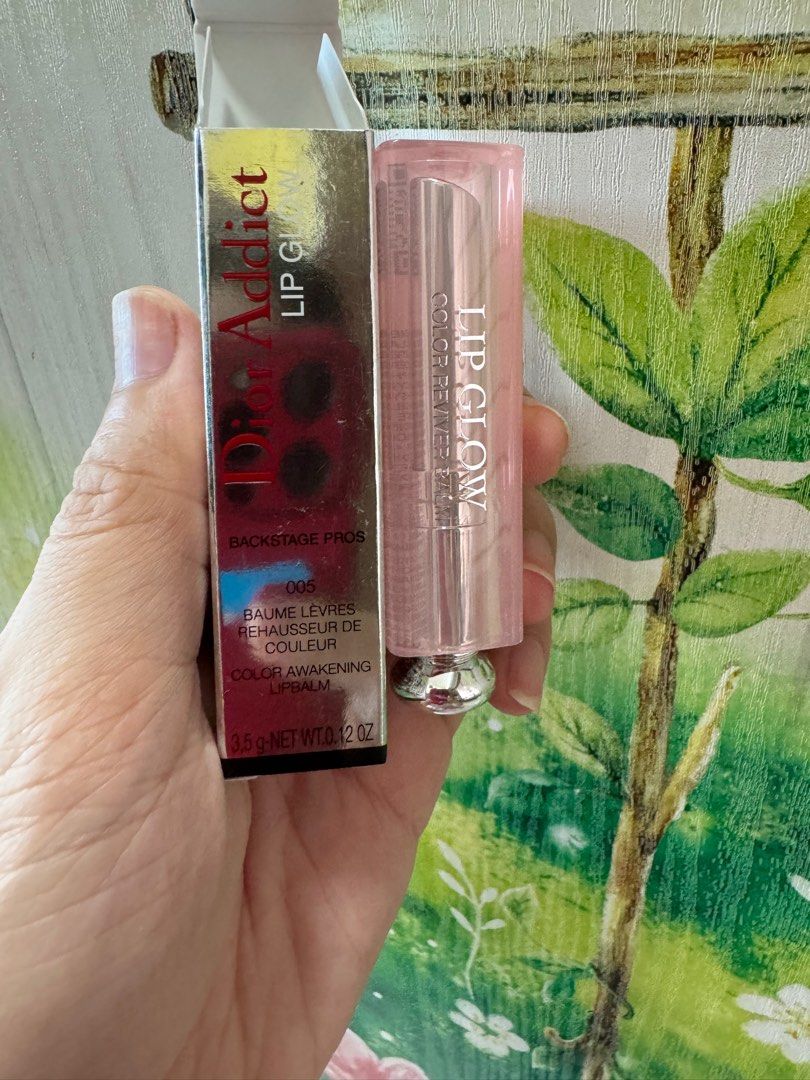 Dior Addict
LIP GLOW
BACKSTAGE PROS
005
BAUME LÈVRES
REHAUSSEUR DE
COULEUR
COLOR AWAKENING
LIPBALM
3,5 g-NET WT.0.12 OZ
LIP GLOW
COLOR REVIVER BALM